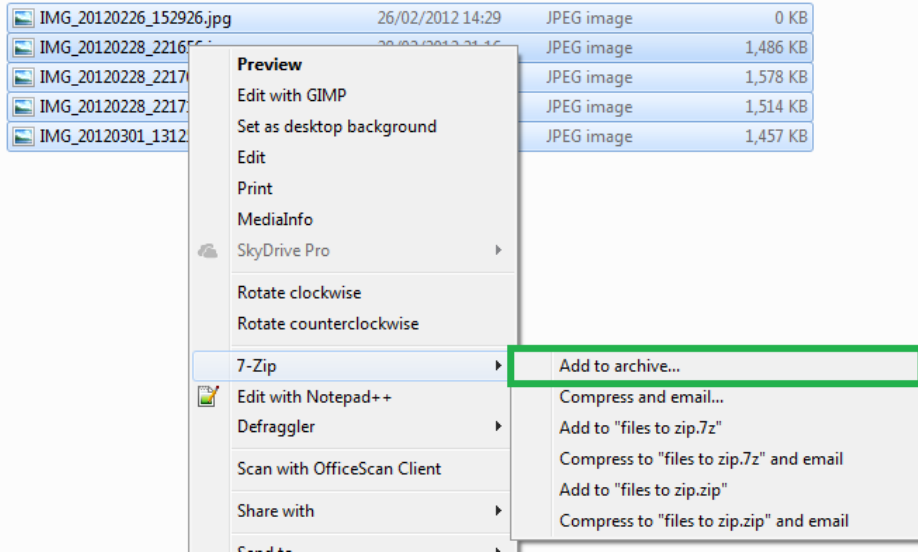 IMG_20120226_152926.jpg 26/02/2012 14:29 JPEG image 0 KB
IMG_20120228_22165 JPEG image 1,486 KB
IMG_20120228_2217 JPEG image 1,578 KB
IMG_20120228_2217 JPEG image 1,514 KB
IMG_20120301_1312 JPEG image 1,457 KB
Preview
Edit with GIMP
Set as desktop background
Edit
Print
MediaInfo
SkyDrive Pro
Rotate clockwise
Rotate counterclockwise
7-Zip
Edit with Notepad++
Defraggler
Scan with OfficeScan Client
Share with
Send to
Add to archive...
Compress and email...
Add to "files to zip.7z"
Compress to "files to zip.7z" and email
Add to "files to zip.zip"
Compress to "files to zip.zip" and email